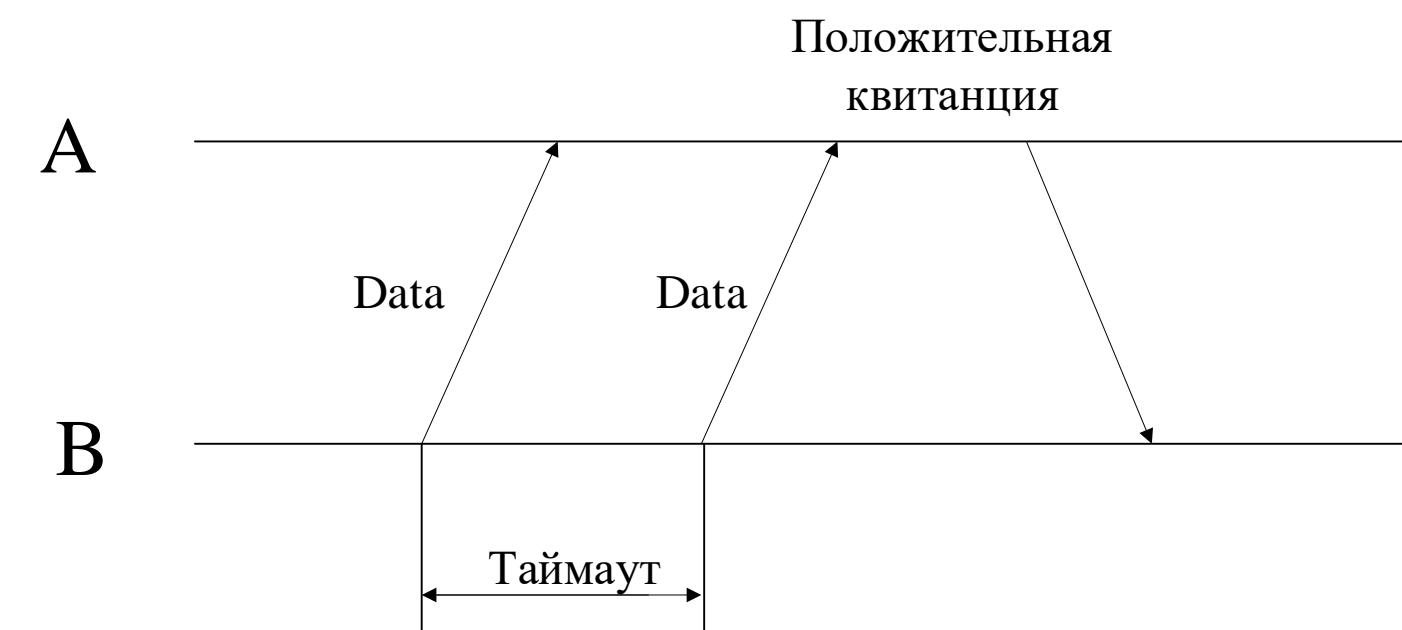 Положительная
квитанция
A
Data
Data
B
Таймаут